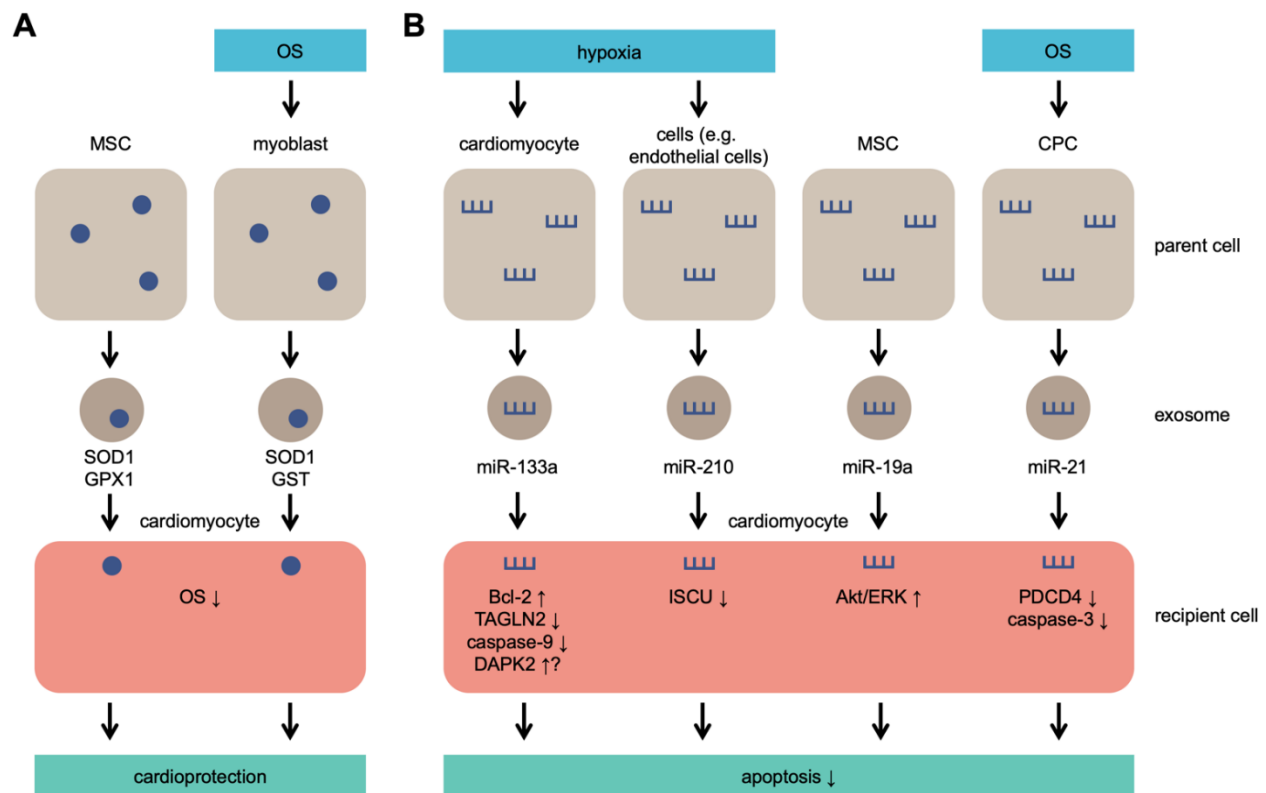 A
B
OS
hypoxia
OS
MSC
myoblast
cardiomyocyte
cells (e.g.
endothelial cells)
MSC
CPC
parent cell
exosome
SOD1
GPX1
SOD1
GST
miR-133a
miR-210
miR-19a
miR-21
cardiomyocyte
cardiomyocyte
OS ↓
Bcl-2 ↑
TAGLN2 ↓
caspase-9 ↓
DAPK2 ↑?
ISCU ↓
Akt/ERK ↑
PDCD4 ↓
caspase-3 ↓
recipient cell
cardioprotection
apoptosis ↓